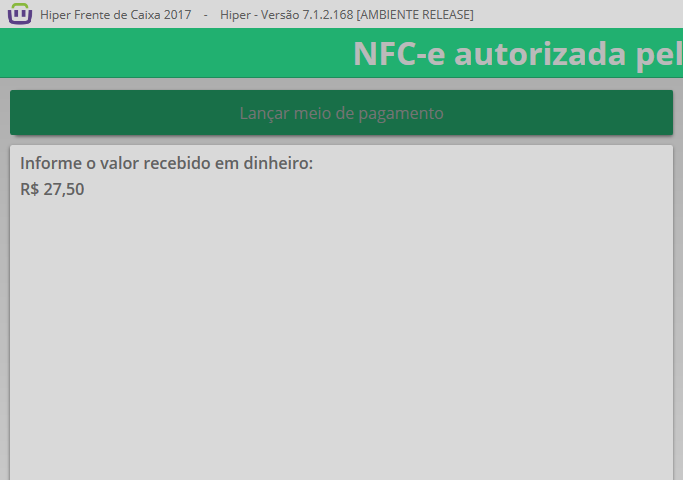 Hiper Frente de Caixa 2017 - Hiper - Versão 7.1.2.168 [AMBIENTE RELEASE]
NFC-e autorizada pel
Lançar meio de pagamento
Informe o valor recebido em dinheiro:
R$ 27,50